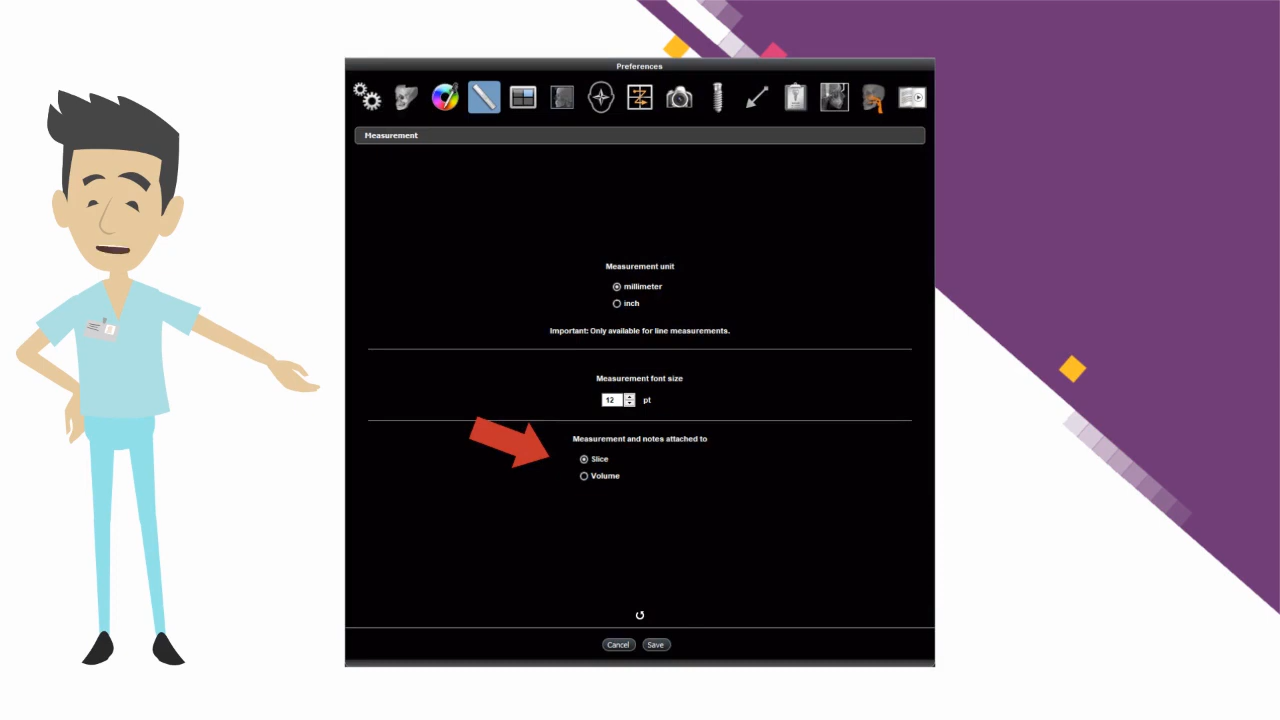 Preferences
Measurement
Measurement unit
millimeter
inch
Important: Only available for line measurements.
Measurement font size
12 pt
Measurement and notes attached to
Slice
Volume
Cancel Save